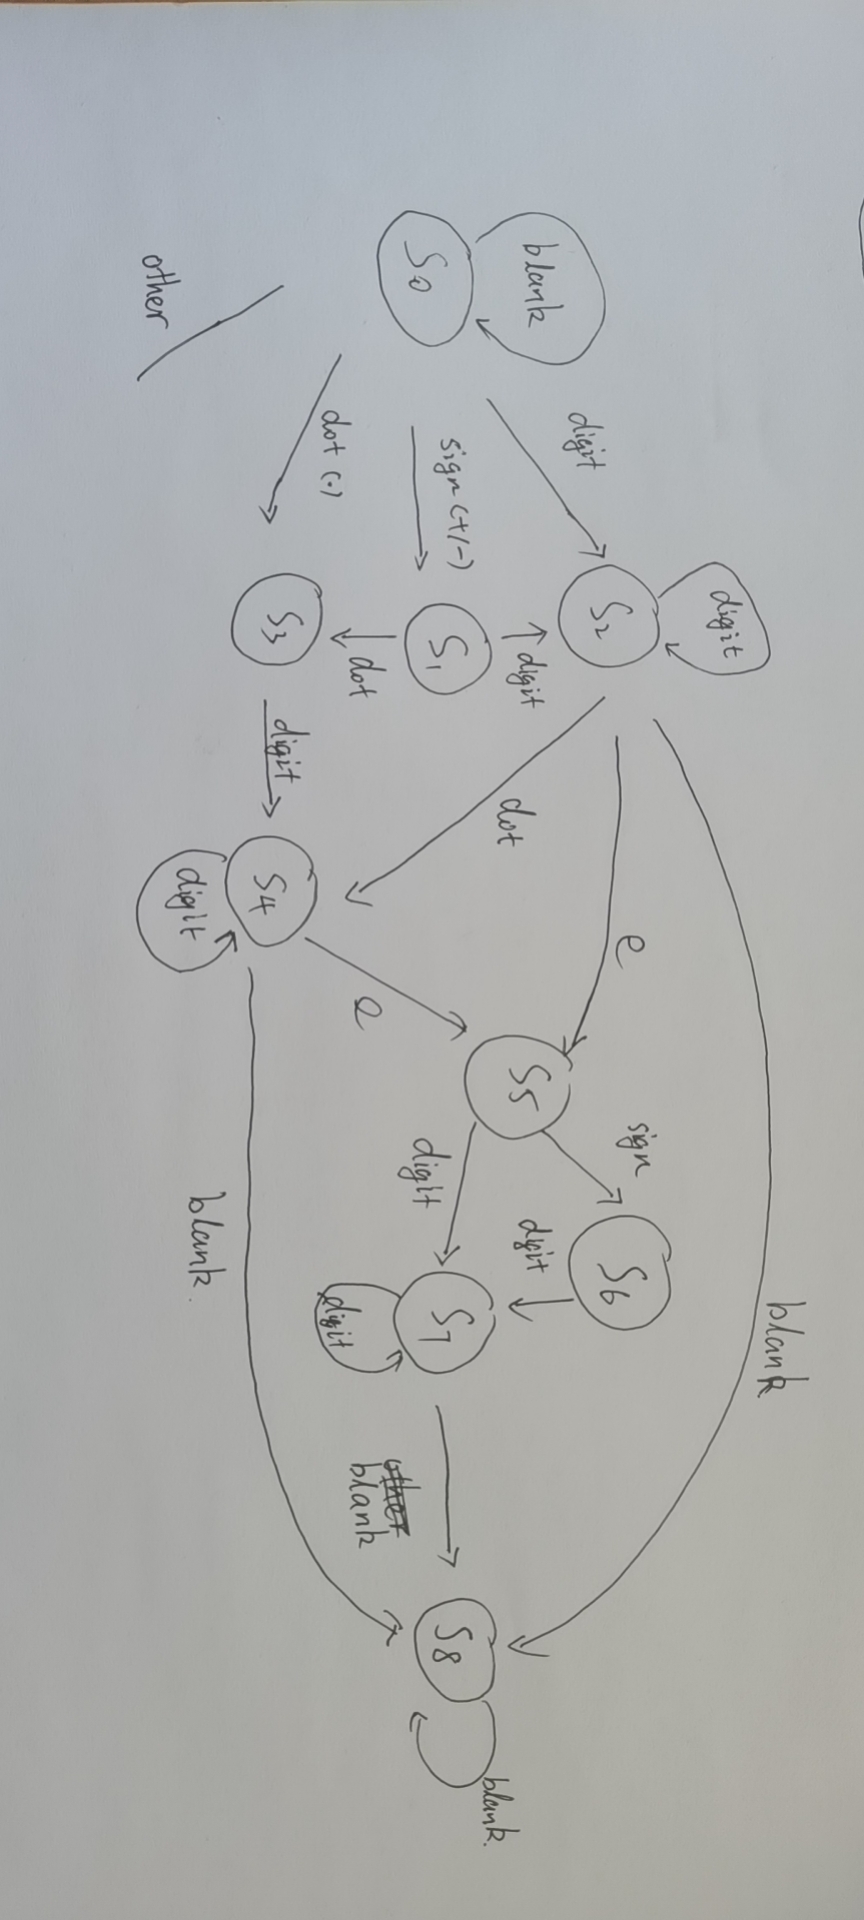 blank
S0
other
digit
sign (+/-)
dot (.)
digit
S2
digit
S1
dot
S3
digit
dot
e
blank
S4
digit
e
blank.
S5
sign
digit
S6
digit
S7
digit
blank
S8
blank.